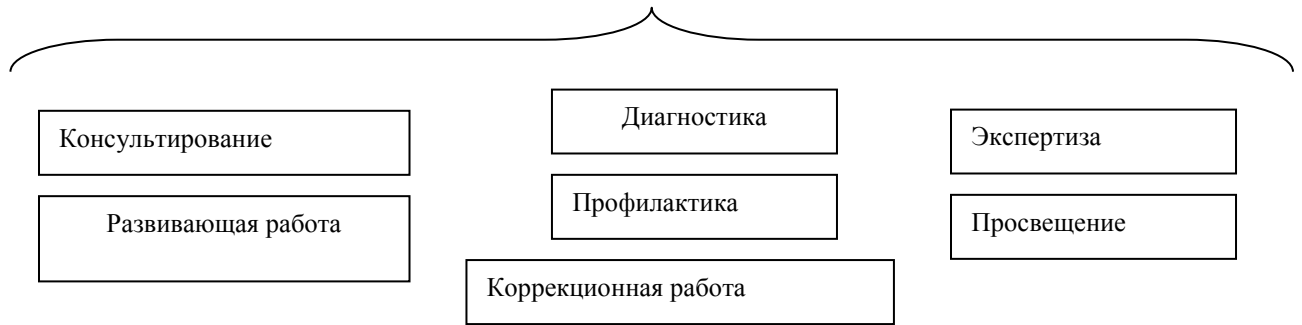 Консультирование
Развивающая работа
Диагностика
Профилактика
Коррекционная работа
Экспертиза
Просвещение